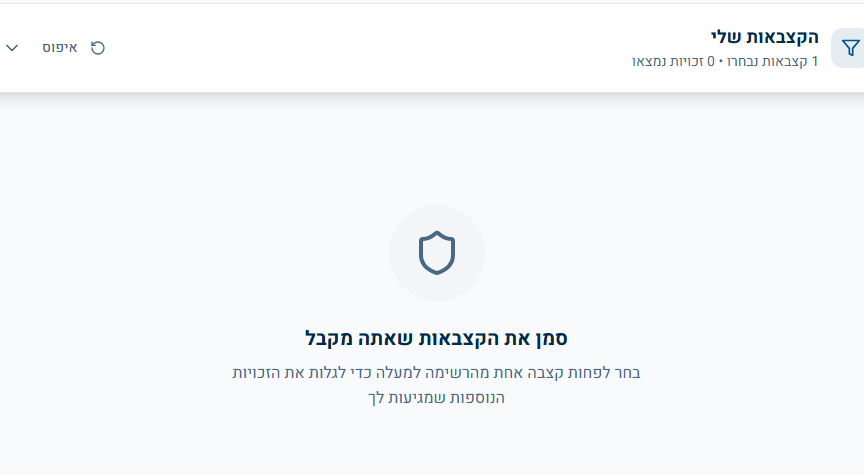 הקצבאות שלי
1 קצבאות נבחרו • 0 זכויות נמצאו
איפוס
סמן את הקצבאות שאתה מקבל
בחר לפחות קצבה אחת מהרשימה למעלה כדי לגלות את הזכויות
הנוספות שמגיעות לך